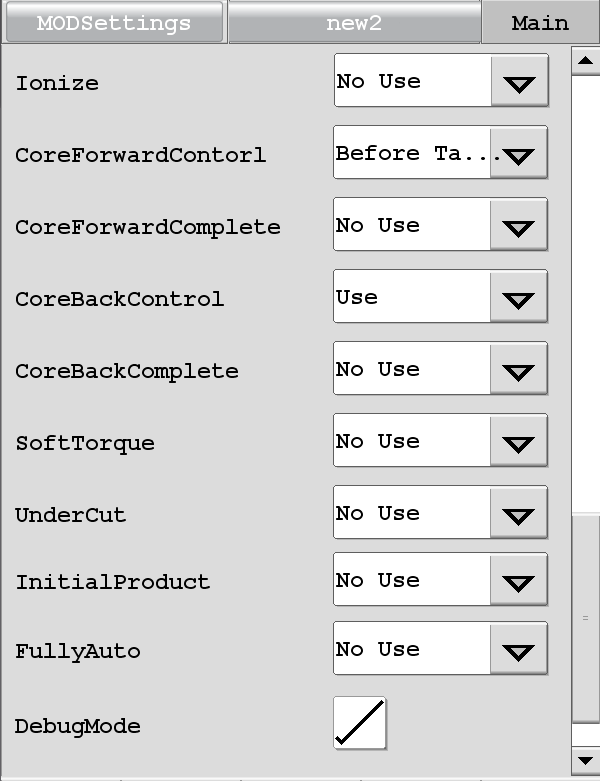 MODSettings new2 Main
Ionize No Use
CoreForwardContorl Before Ta...
CoreForwardComplete No Use
CoreBackControl Use
CoreBackComplete No Use
SoftTorque No Use
UnderCut No Use
InitialProduct No Use
FullyAuto No Use
DebugMode